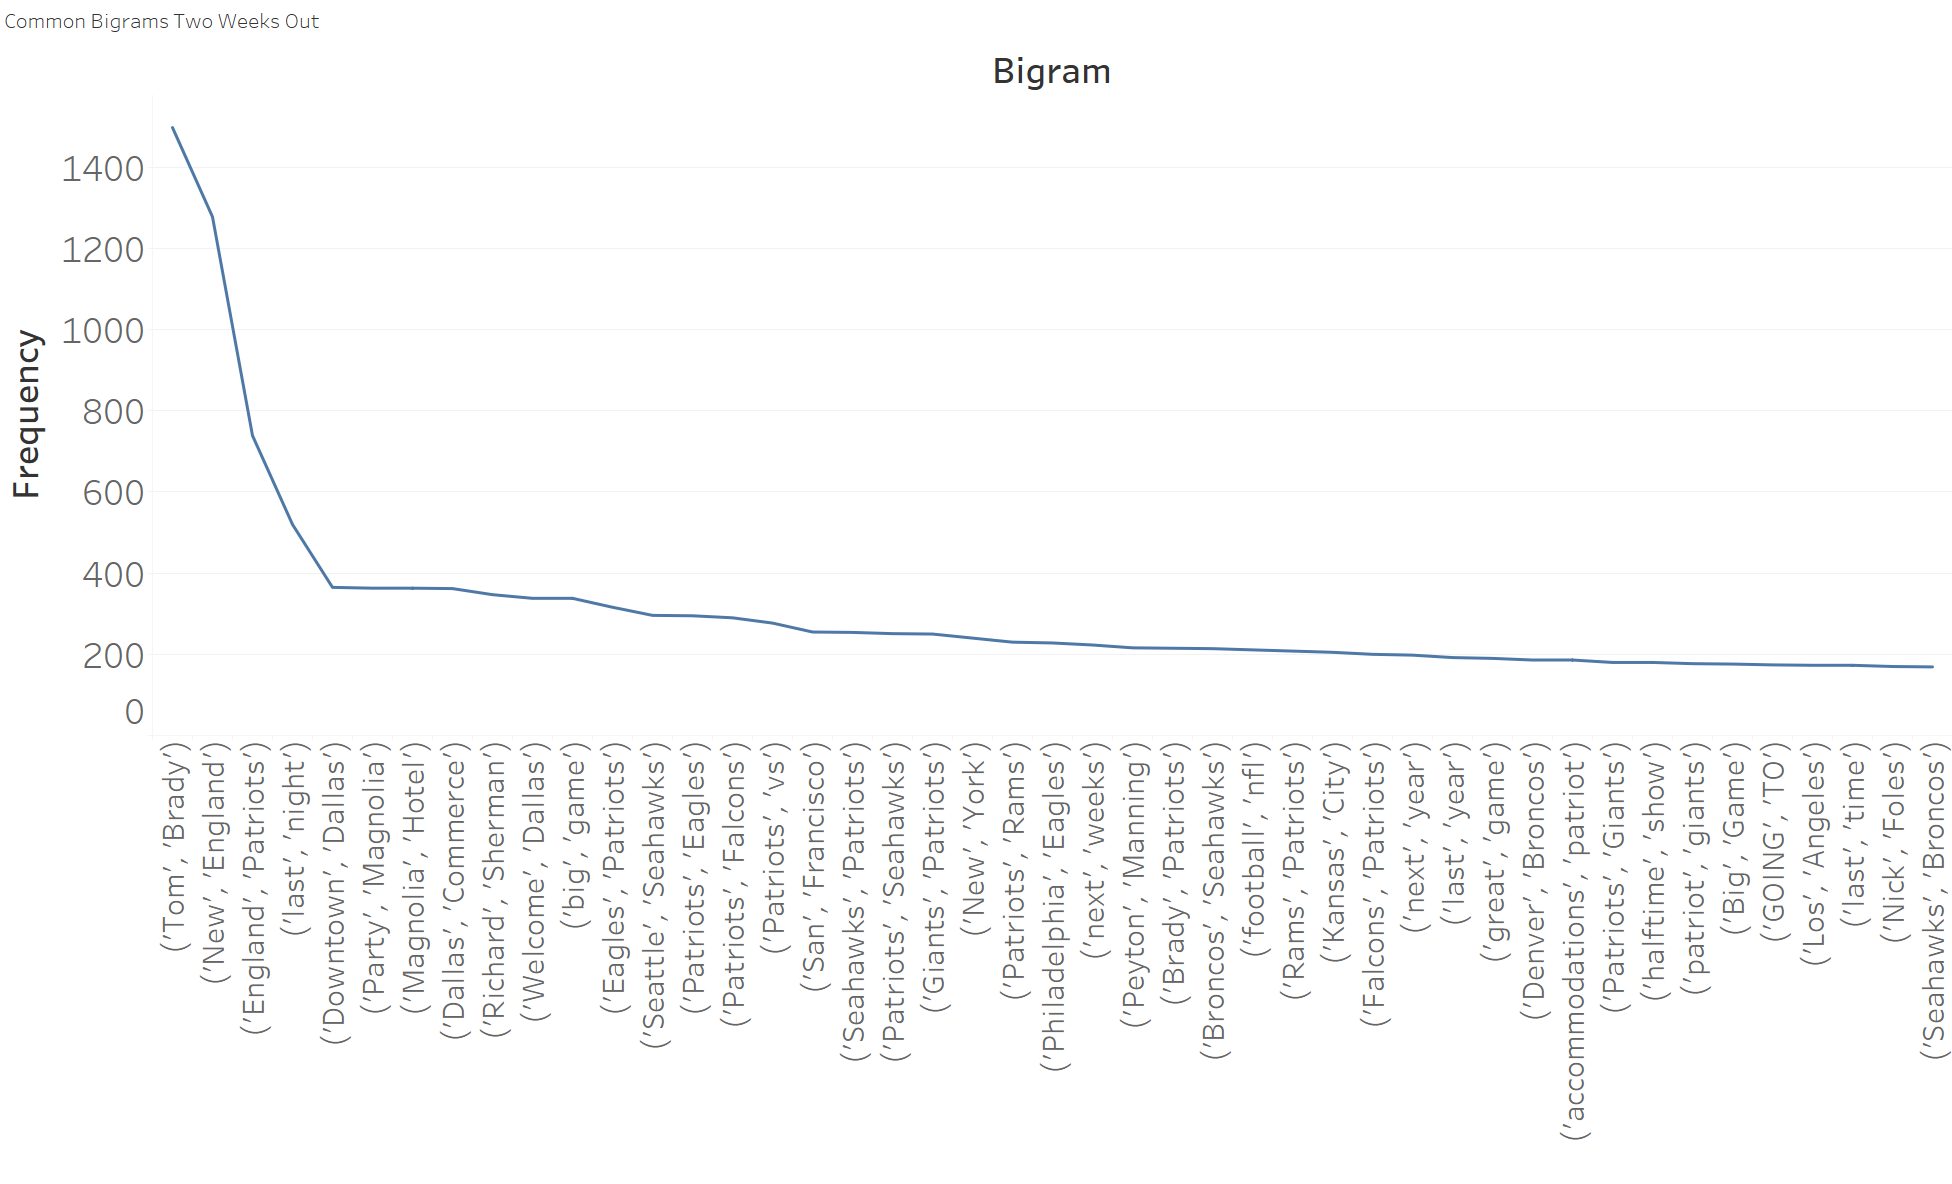 Common Bigrams Two Weeks Out
Bigram
Frequency
1400
1200
1000
800
600
400
200
0
('Tom', 'Brady')
('New', 'England')
('England', 'Patriots')
('last', 'night')
('Downtown', 'Dallas')
('Party', 'Magnolia')
('Magnolia', 'Hotel')
('Dallas', 'Commerce')
('Richard', 'Sherman')
('Welcome', 'Dallas')
('big', 'game')
('Eagles', 'Patriots')
('Seattle', 'Seahawks')
('Patriots', 'Eagles')
('Patriots', 'Falcons')
('Patriots', 'vs')
('San', 'Francisco')
('Seahawks', 'Patriots')
('Patriots', 'Seahawks')
('Giants', 'Patriots')
('New', 'York')
('Patriots', 'Rams')
('Philadelphia', 'Eagles')
('next', 'weeks')
('Peyton', 'Manning')
('Brady', 'Patriots')
('Broncos', 'Seahawks')
('football', 'nfl')
('Rams', 'Patriots')
('Kansas', 'City')
('Falcons', 'Patriots')
('next', 'year')
('last', 'year')
('great', 'game')
('Denver', 'Broncos')
('accommodations', 'patriot')
('Patriots', 'Giants')
('halftime', 'show')
('patriot', 'giants')
('Big', 'Game')
('GOING', 'TO')
('Los', 'Angeles')
('last', 'time')
('Nick', 'Foles')
('Seahawks', 'Broncos')